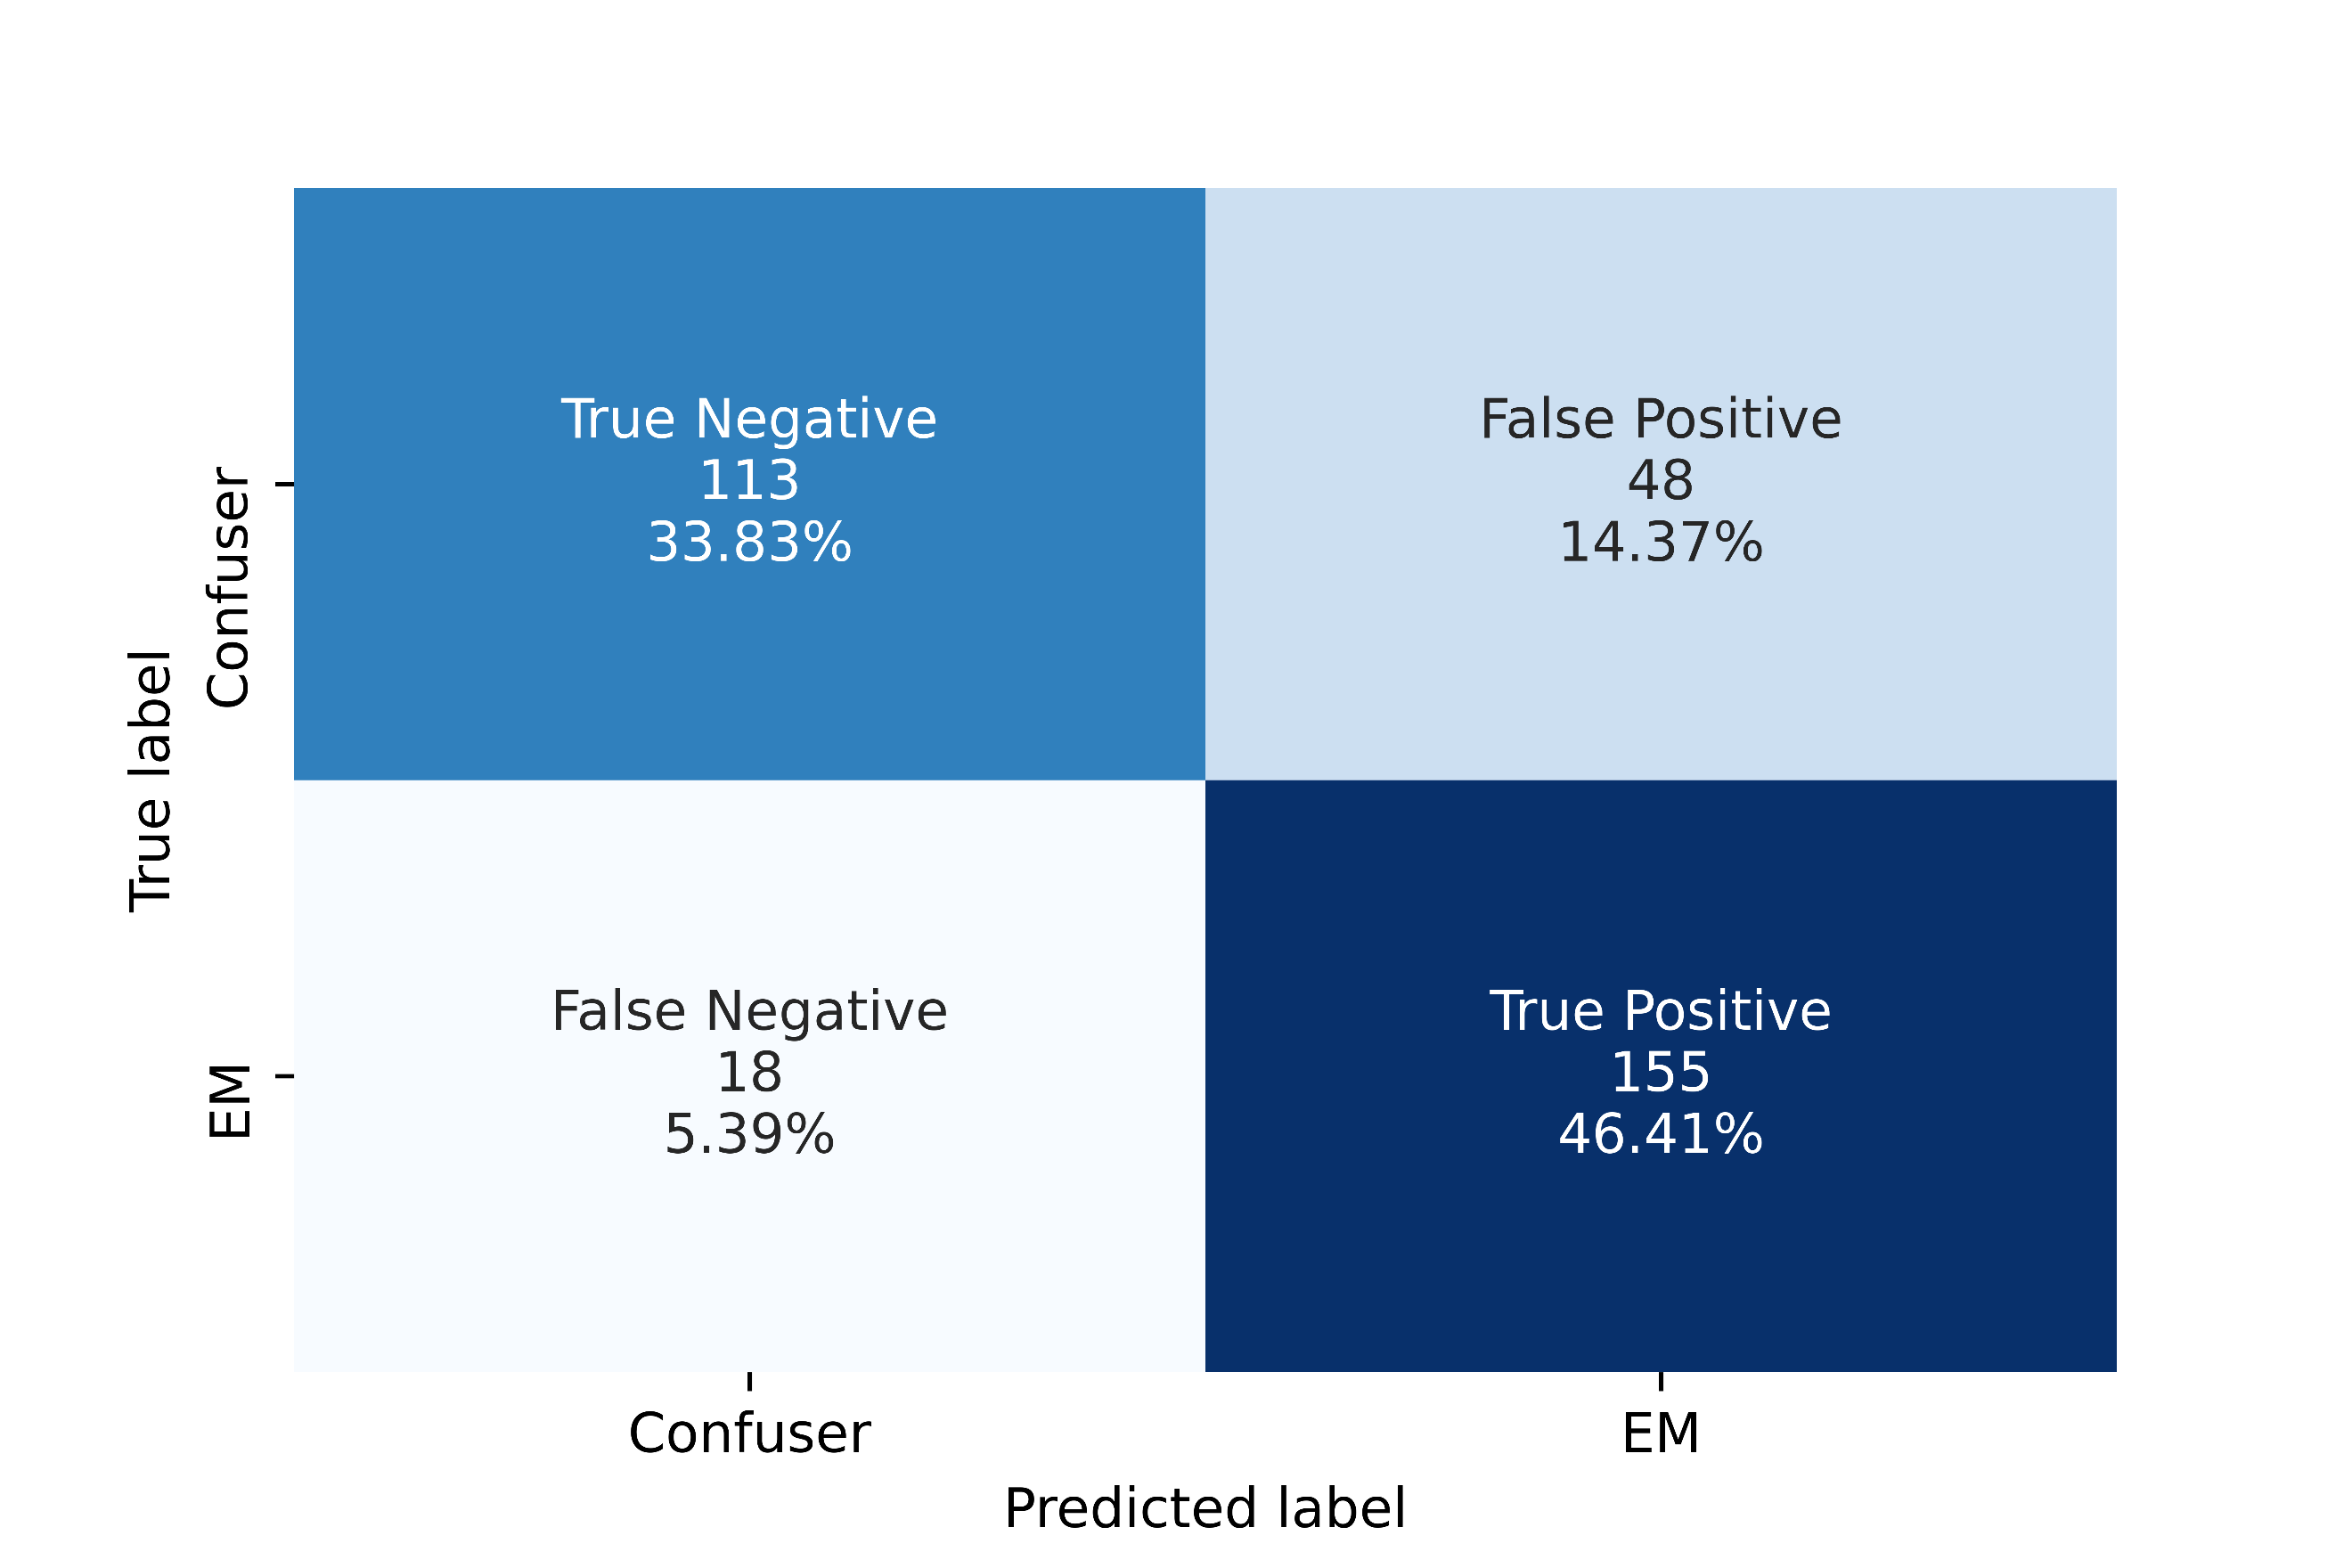 True label
Confuser
True Negative
113
33.83%
False Positive
48
14.37%
EM
False Negative
18
5.39%
True Positive
155
46.41%
Confuser
EM
Predicted label